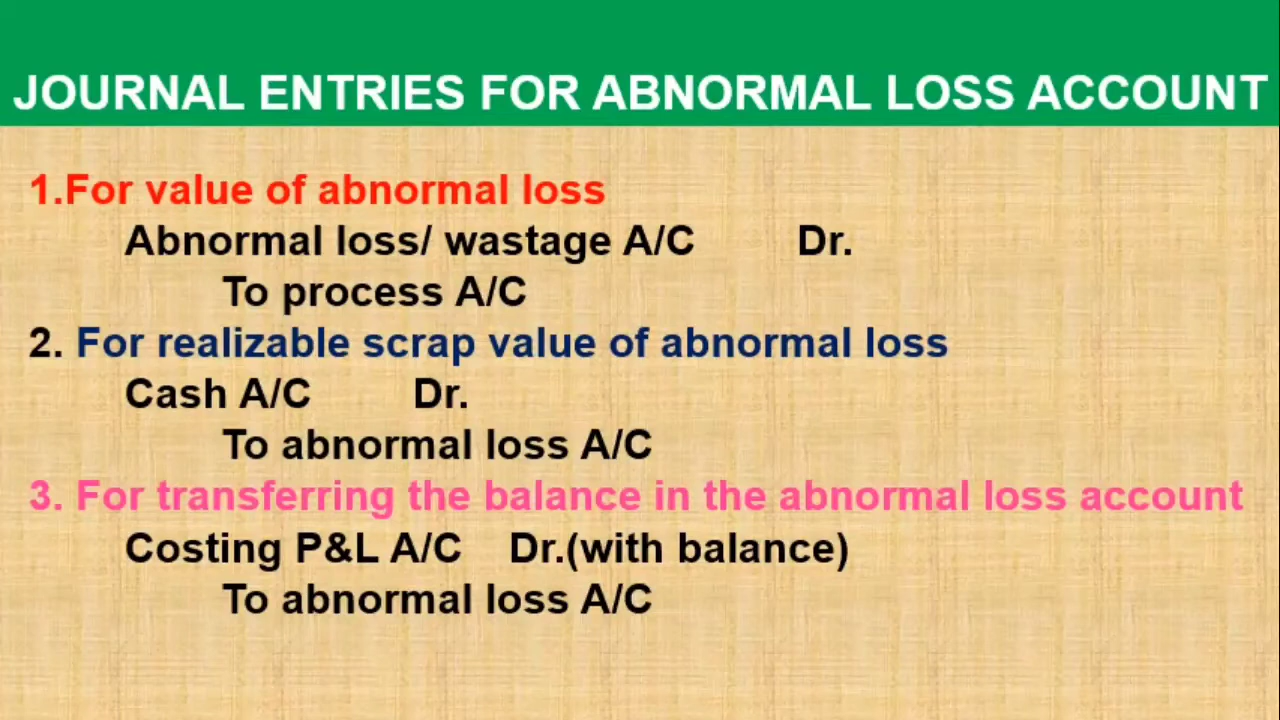 JOURNAL ENTRIES FOR ABNORMAL LOSS ACCOUNT
1.For value of abnormal loss
Abnormal loss/ wastage A/C Dr.
To process A/C
2. For realizable scrap value of abnormal loss
Cash A/C Dr.
To abnormal loss A/C
3. For transferring the balance in the abnormal loss account
Costing P&L A/C Dr.(with balance)
To abnormal loss A/C